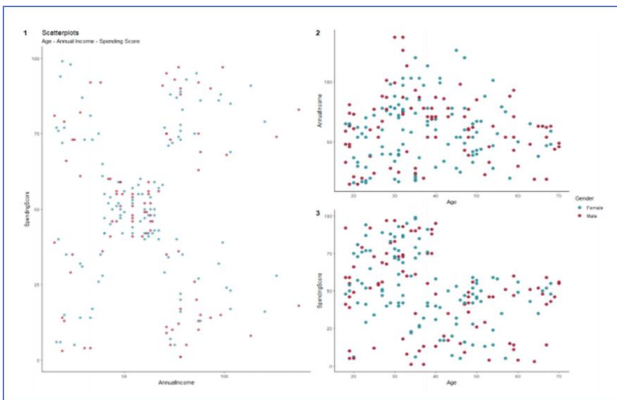 1 Scatterplots
Age - Annual Income - Spending Score
100
75
50
25
0
SpendingScore
50
100
AnnualIncome
2
100
50
AnnualIncome
20
30
40
50
60
70
Age
3
100
75
50
25
0
SpendingScore
20
30
40
50
60
70
Age
Gender
Female
Male